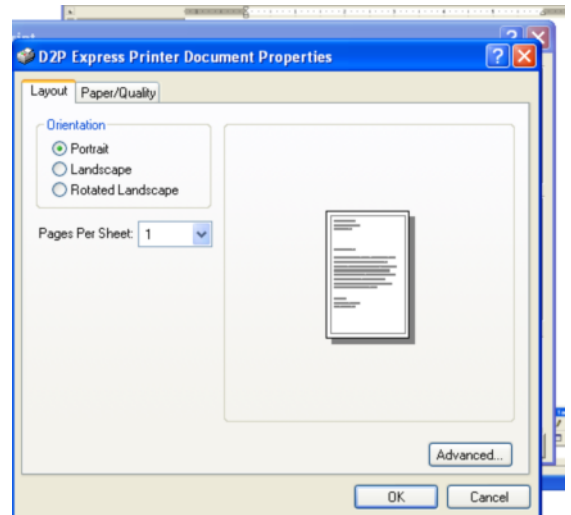 D2P Express Printer Document Properties
Layout Paper/Quality
Orientation
Portrait
Landscape
Rotated Landscape
Pages Per Sheet: 1
Advanced...
OK Cancel